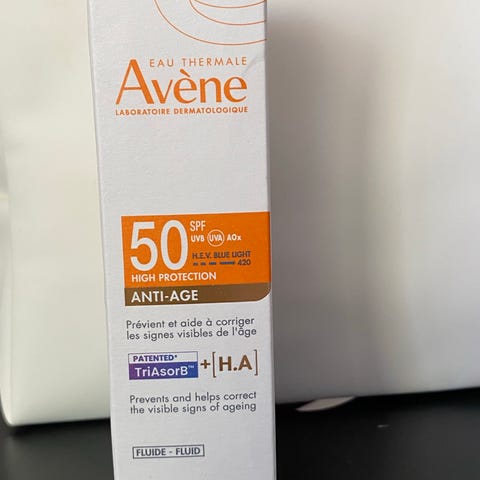 EAU THERMALE
Avène
LABORATOIRE DERMATOLOGIQUE
50 SPF
UVB UVA AOx
H.E.V. BLUE LIGHT
420
HIGH PROTECTION
ANTI-AGE
Prévient et aide à corriger
les signes visibles de l'âge
PATENTED*
TriAsorB™ +[H.A]
Prevents and helps correct
the visible signs of ageing
FLUIDE - FLUID